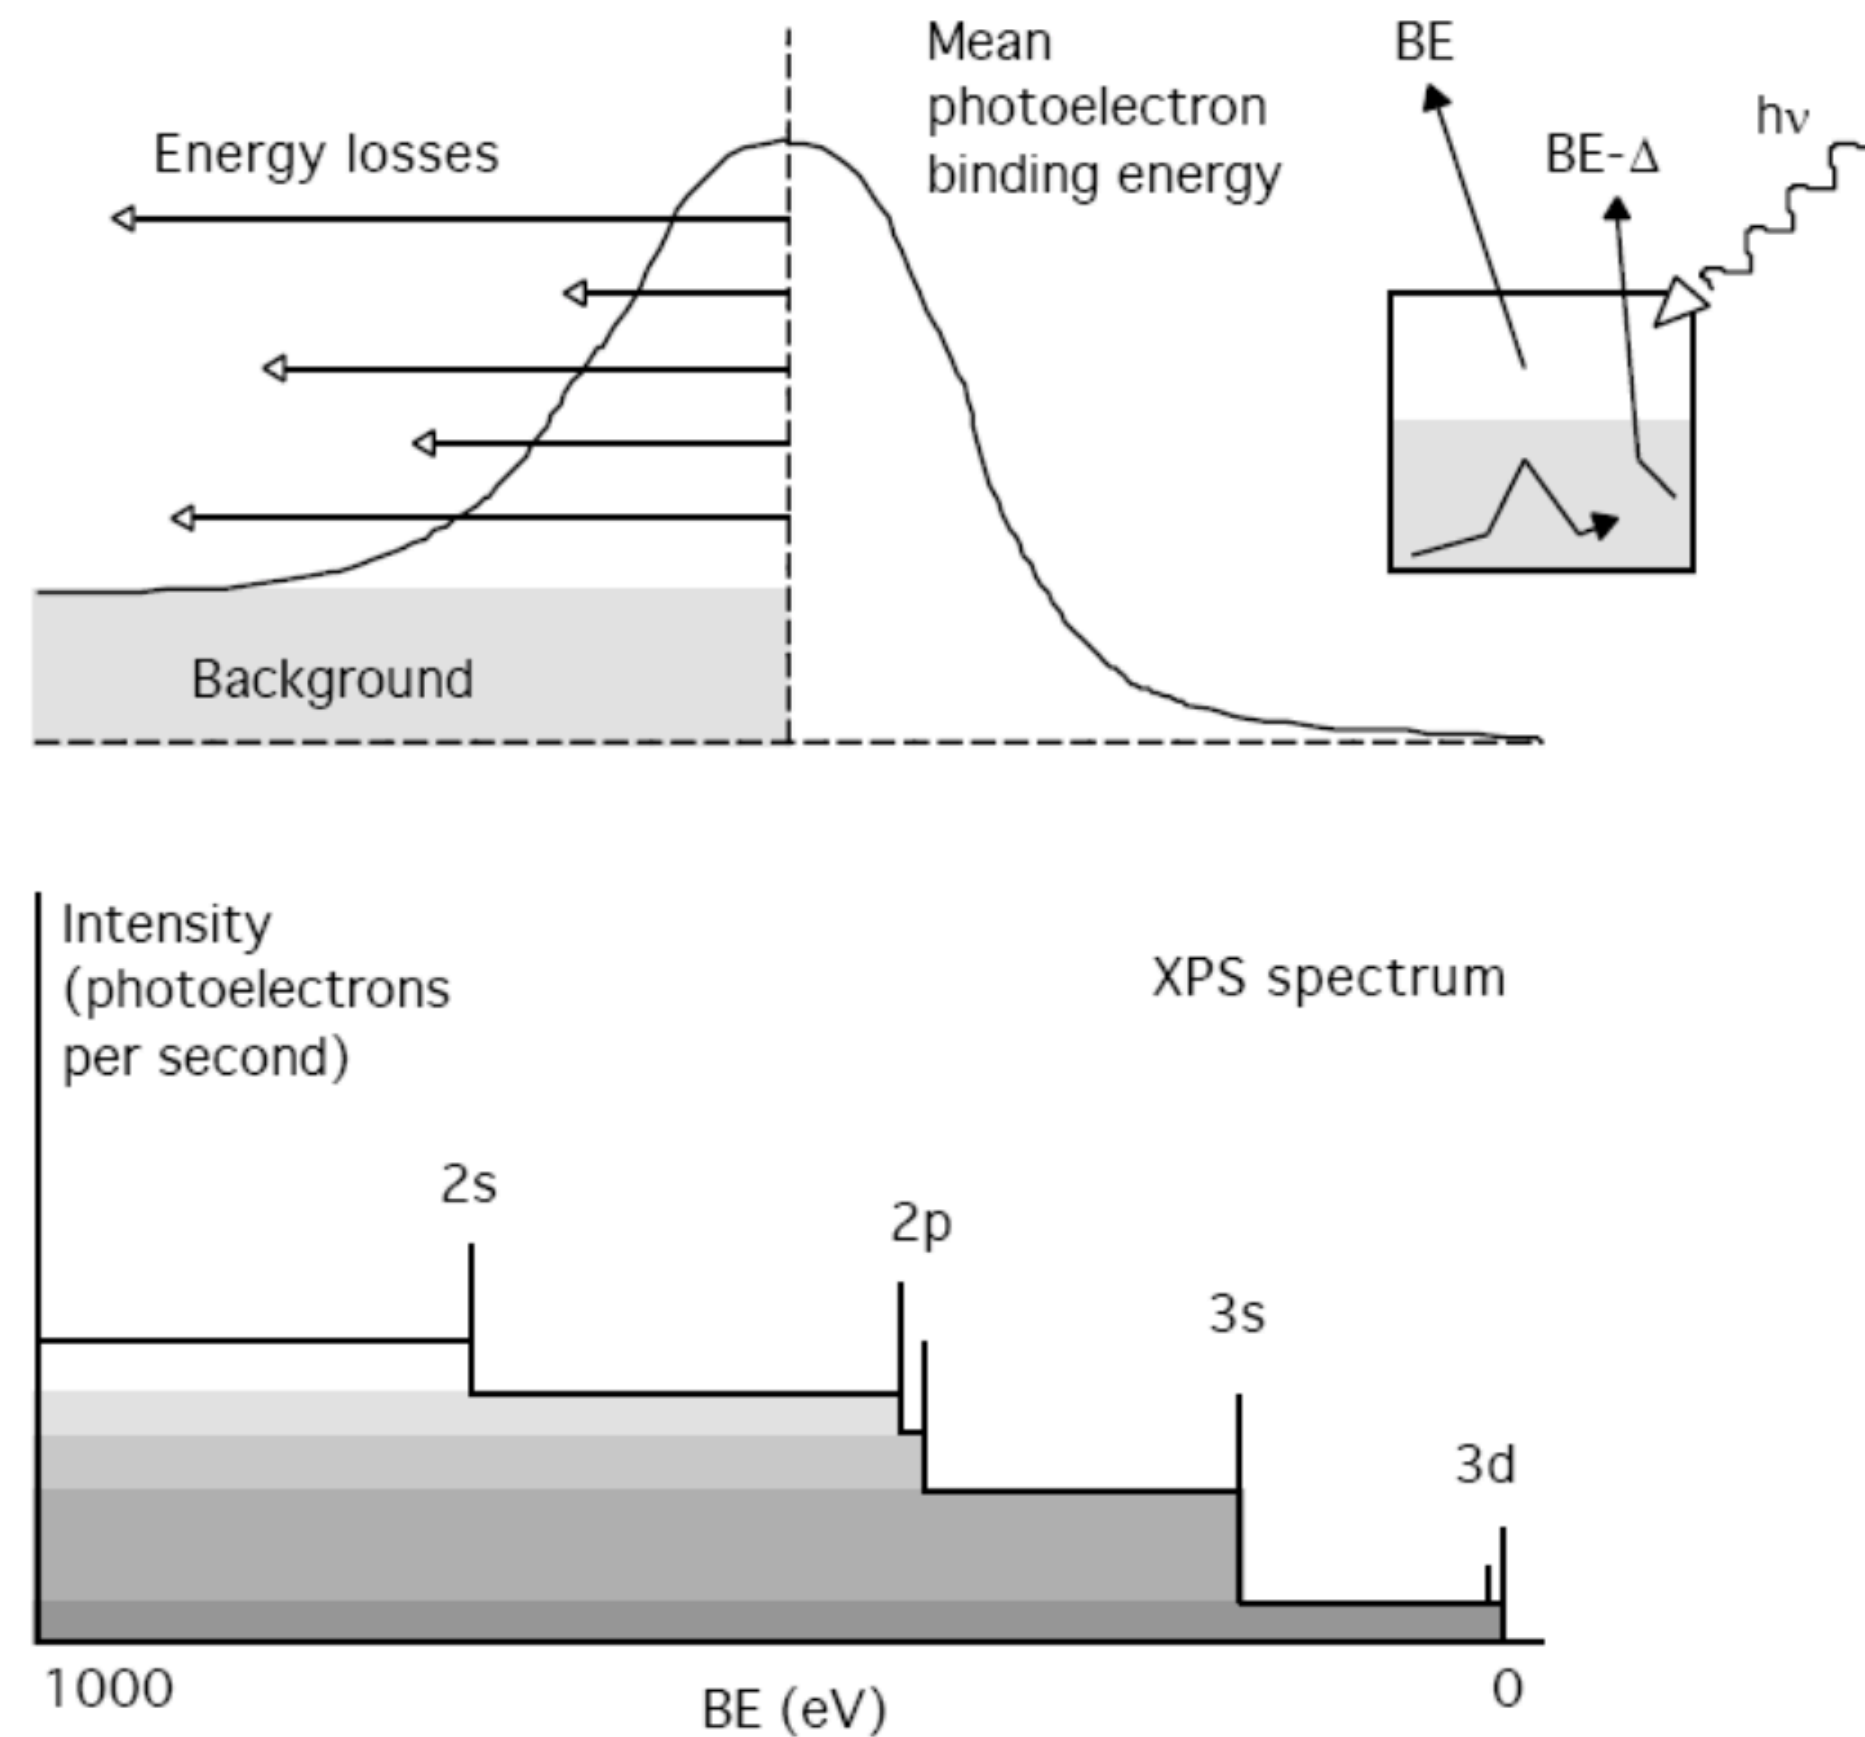 Mean
photoelectron
binding energy
BE
hν
BE-Δ
Energy losses
Background
Intensity
(photoelectrons
per second)
XPS spectrum
2s
2p
3s
3d
1000
BE (eV)
0